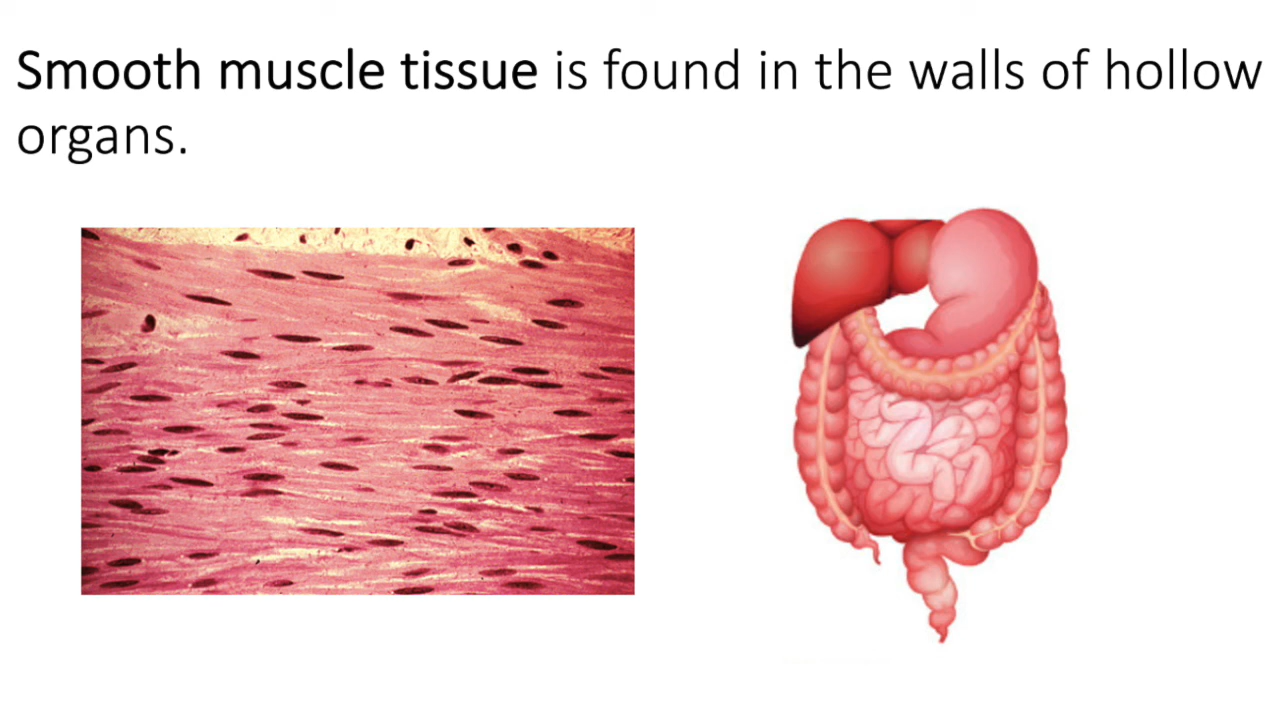 Smooth muscle tissue is found in the walls of hollow
organs.